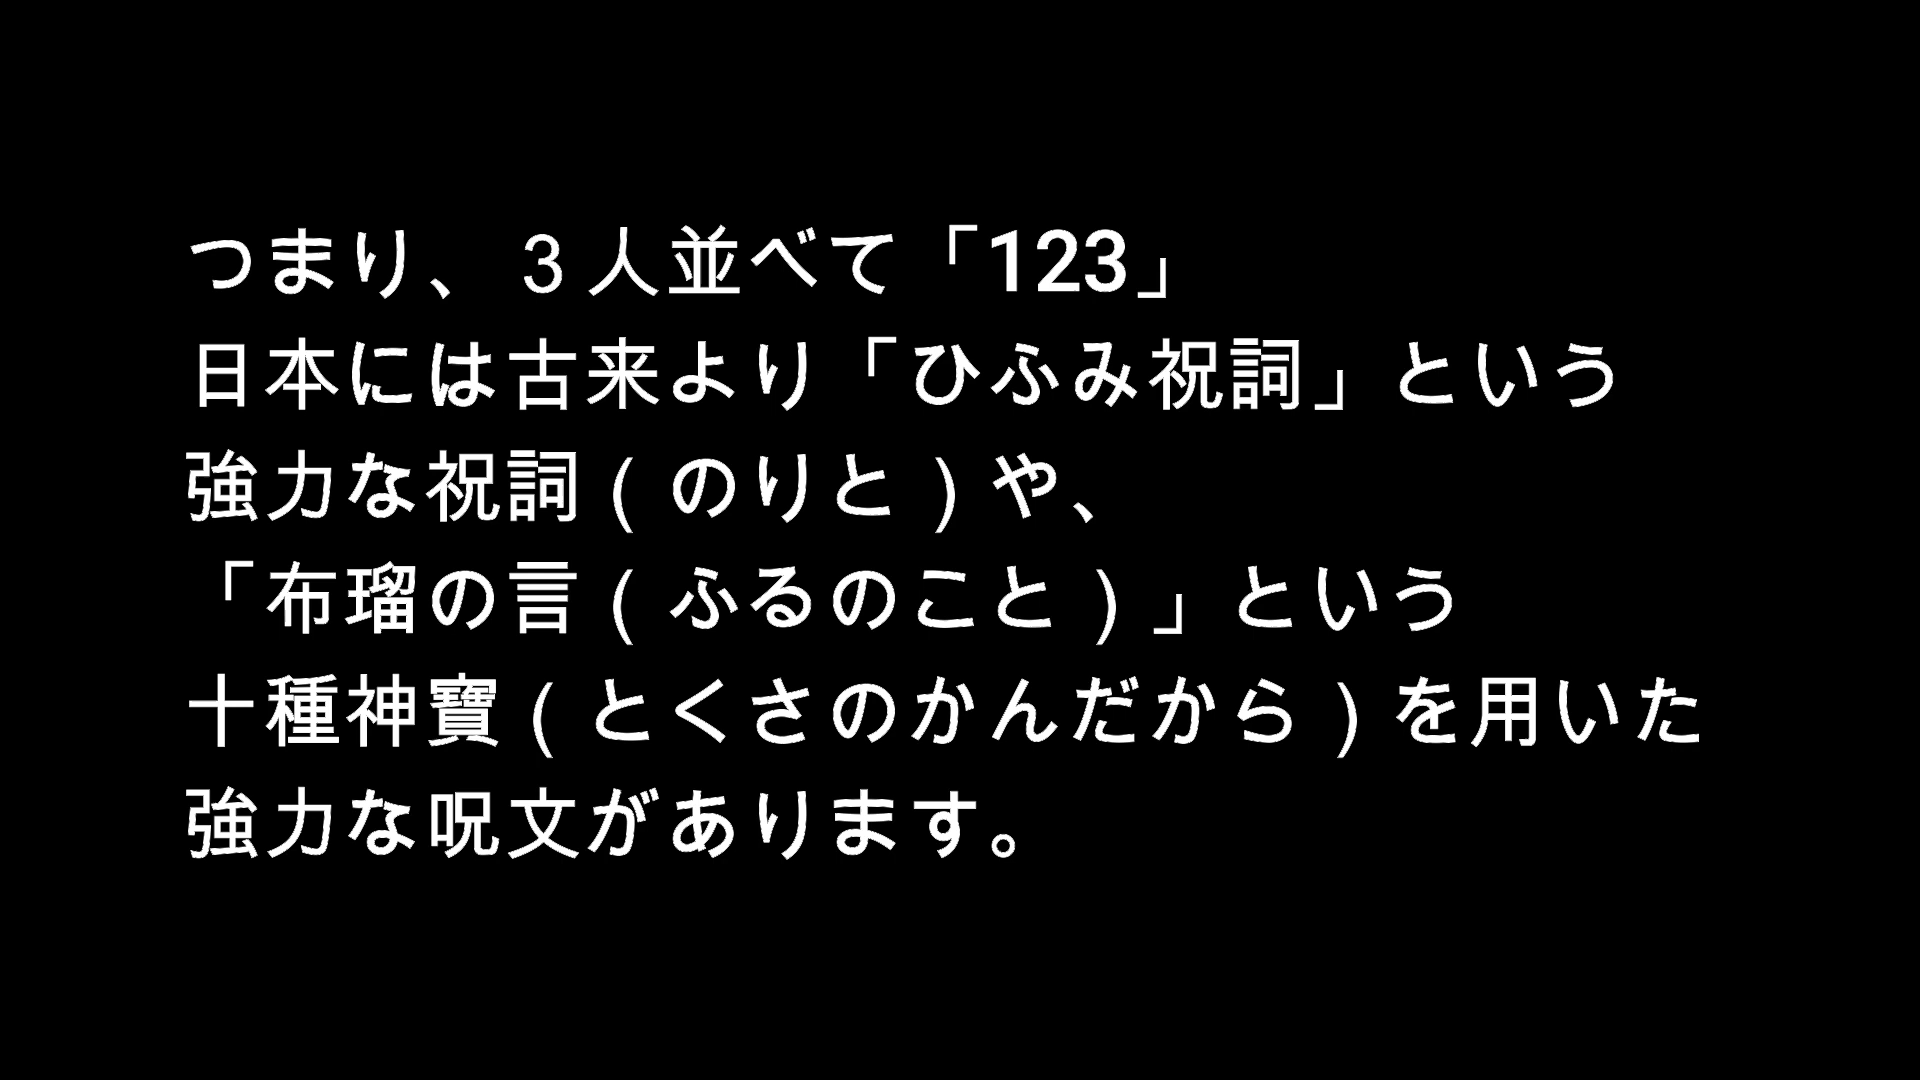 つまり、３人並べて「123」
日本には古来より「ひふみ祝詞」という
強力な祝詞(のりと)や、
「布瑠の言(ふるのこと)」という
十種神寶(とくさのかんだから)を用いた
強力な呪文があります。